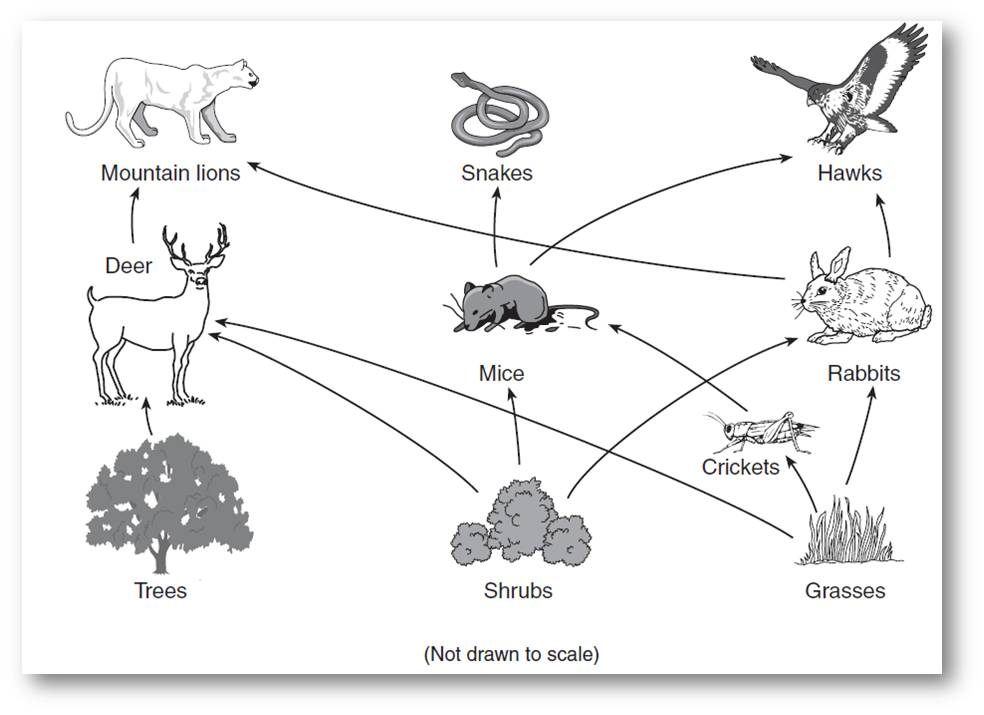 Mountain lions
Snakes
Hawks
Deer
Mice
Rabbits
Crickets
Trees
Shrubs
Grasses
(Not drawn to scale)